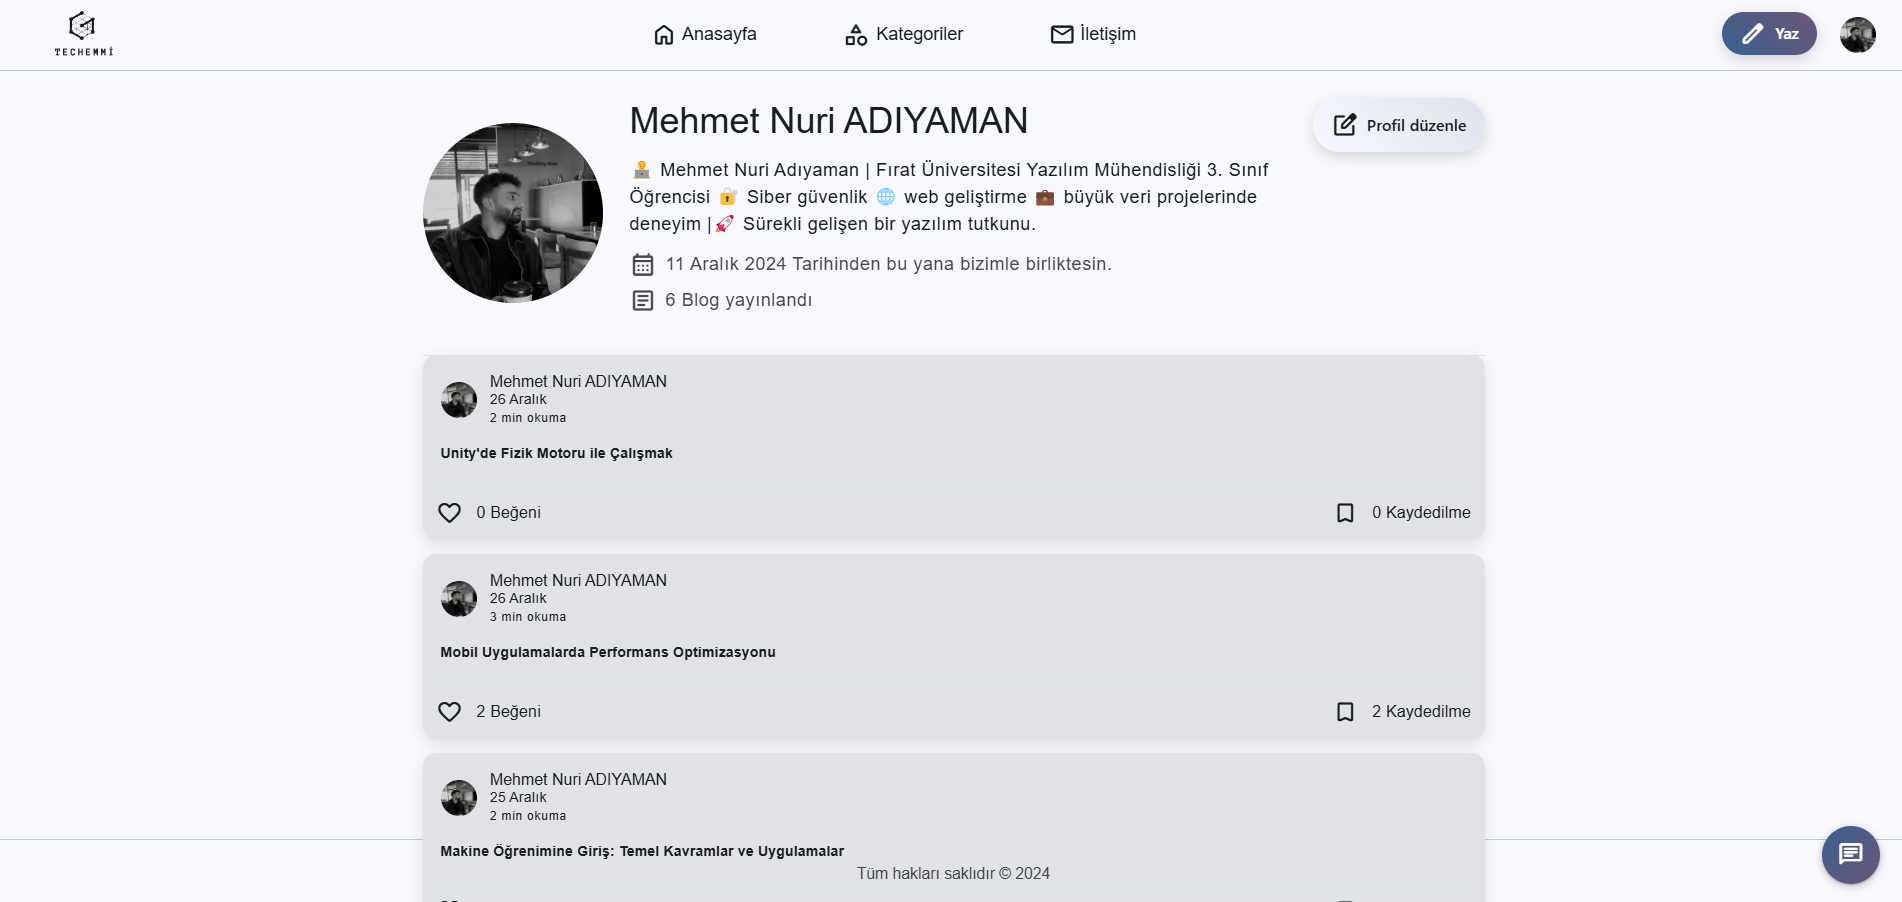 TECHEMMİ
Anasayfa
Kategoriler
İletişim
Yaz
Mehmet Nuri ADIYAMAN
Profil düzenle
Mehmet Nuri Adıyaman | Fırat Üniversitesi Yazılım Mühendisliği 3. Sınıf
Öğrencisi 🔐 Siber güvenlik 🌐 web geliştirme 💼 büyük veri projelerinde
deneyim |🚀 Sürekli gelişen bir yazılım tutkunu.
11 Aralık 2024 Tarihinden bu yana bizimle birliktesin.
6 Blog yayınlandı
Mehmet Nuri ADIYAMAN
26 Aralık
2 min okuma
Unity'de Fizik Motoru ile Çalışmak
0 Beğeni
0 Kaydedilme
Mehmet Nuri ADIYAMAN
26 Aralık
3 min okuma
Mobil Uygulamalarda Performans Optimizasyonu
2 Beğeni
2 Kaydedilme
Mehmet Nuri ADIYAMAN
25 Aralık
2 min okuma
Makine Öğrenimine Giriş: Temel Kavramlar ve Uygulamalar
Tüm hakları saklıdır © 2024